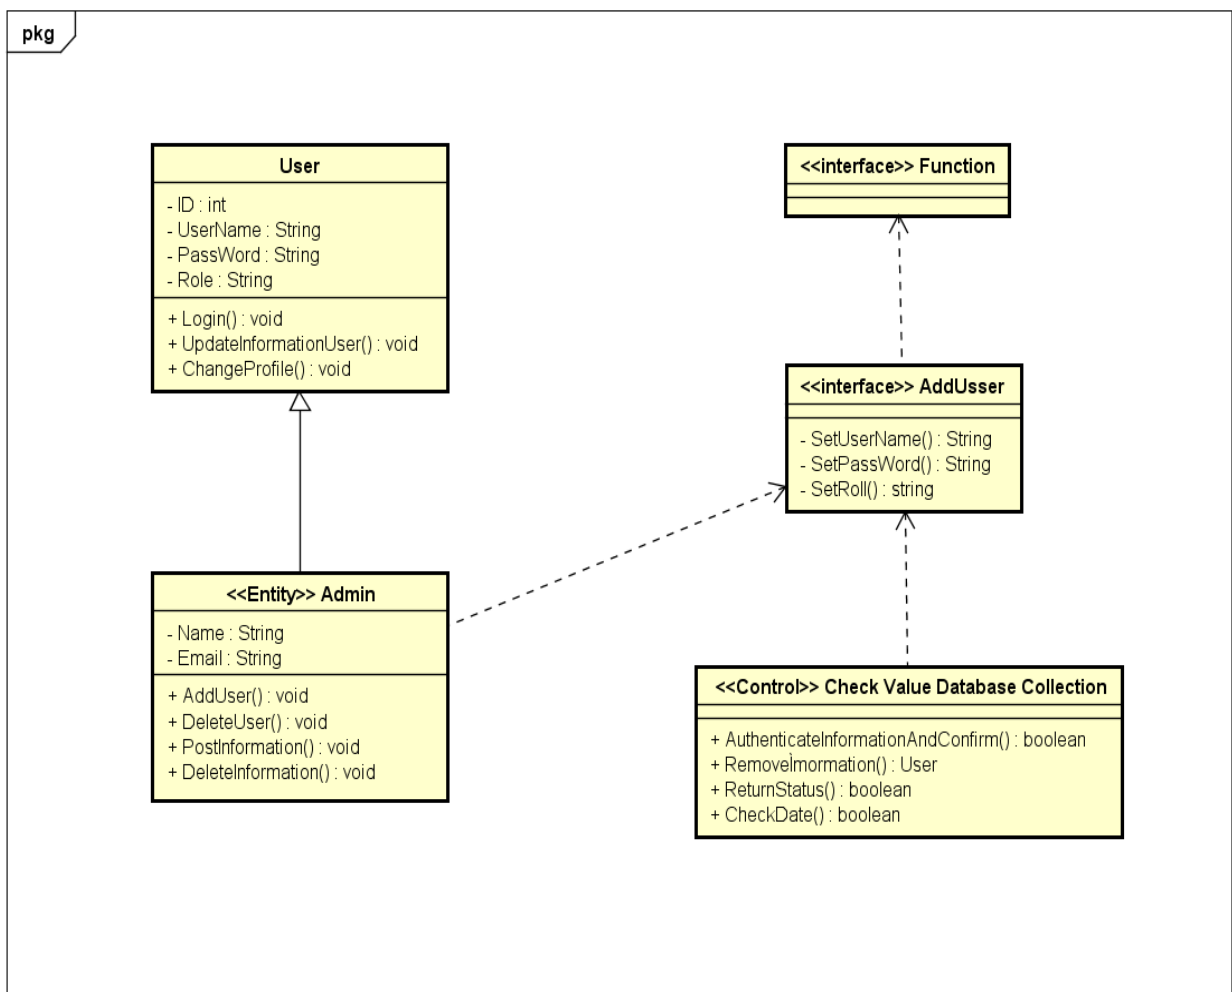 pkg
User
- ID : int
- UserName : String
- PassWord : String
- Role : String
+ Login() : void
+ UpdateInformationUser() : void
+ ChangeProfile() : void
<<interface>> Function
<<interface>> AddUsser
- SetUserName() : String
- SetPassWord() : String
- SetRoll() : string
<<Entity>> Admin
- Name : String
- Email : String
+ AddUser() : void
+ DeleteUser() : void
+ PostInformation() : void
+ DeleteInformation() : void
<<Control>> Check Value Database Collection
+ AuthenticateInformationAndConfirm() : boolean
+ RemoveÌmormation() : User
+ ReturnStatus() : boolean
+ CheckDate() : boolean